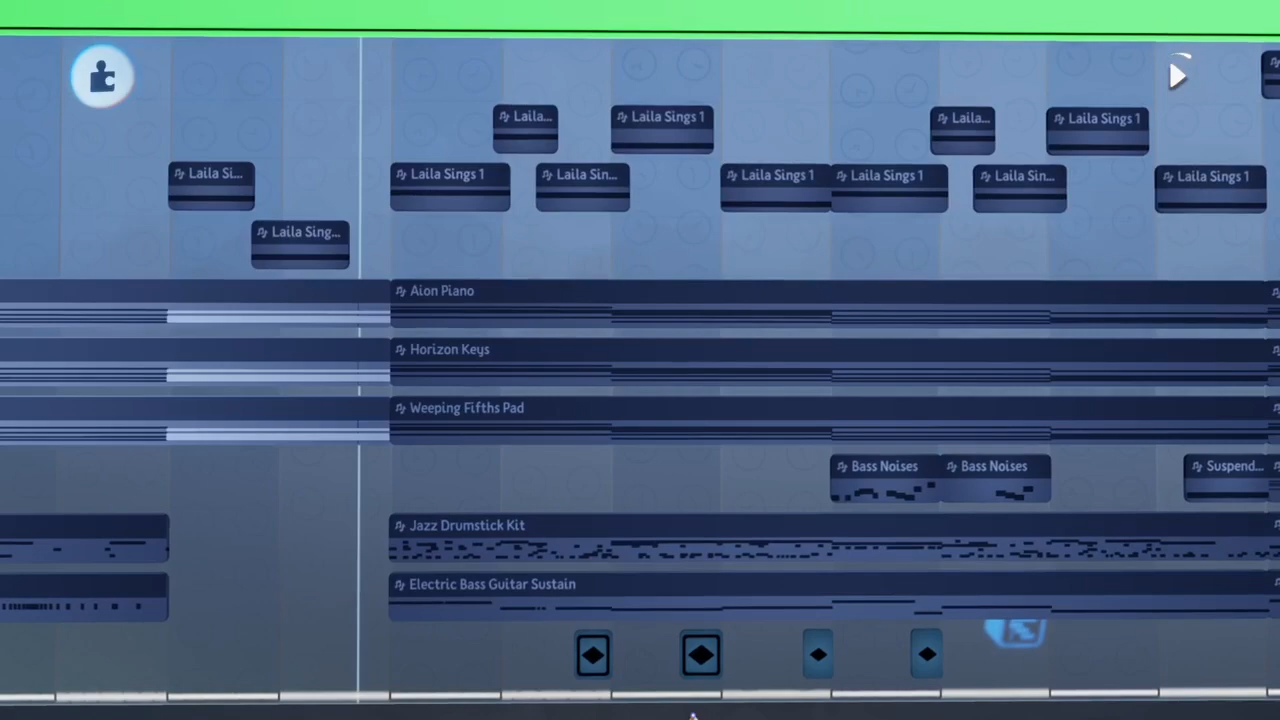 Laila...
Laila Sings 1
Laila...
Laila Sings 1
Laila Si...
Laila Sings 1
Laila Sin...
Laila Sings 1
Laila Sings 1
Laila Sin...
Laila Sings 1
Laila Sing...
Aion Piano
Horizon Keys
Weeping Fifths Pad
Bass Noises
Bass Noises
Suspend...
Jazz Drumstick Kit
Electric Bass Guitar Sustain